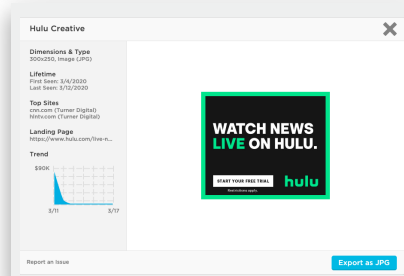 Hulu Creative
Dimensions & Type
300x250, Image (JPG)
Lifetime
First Seen: 3/4/2020
Last Seen: 3/12/2020
Top Sites
cnn.com (Turner Digital)
hlntv.com (Turner Digital)
Landing Page
https://www.hulu.com/live-n...
Trend
$90K
3/11 3/17
WATCH NEWS
LIVE ON HULU.
START YOUR FREE TRIAL
hulu
Restrictions apply.
Report an Issue
Export as JPG